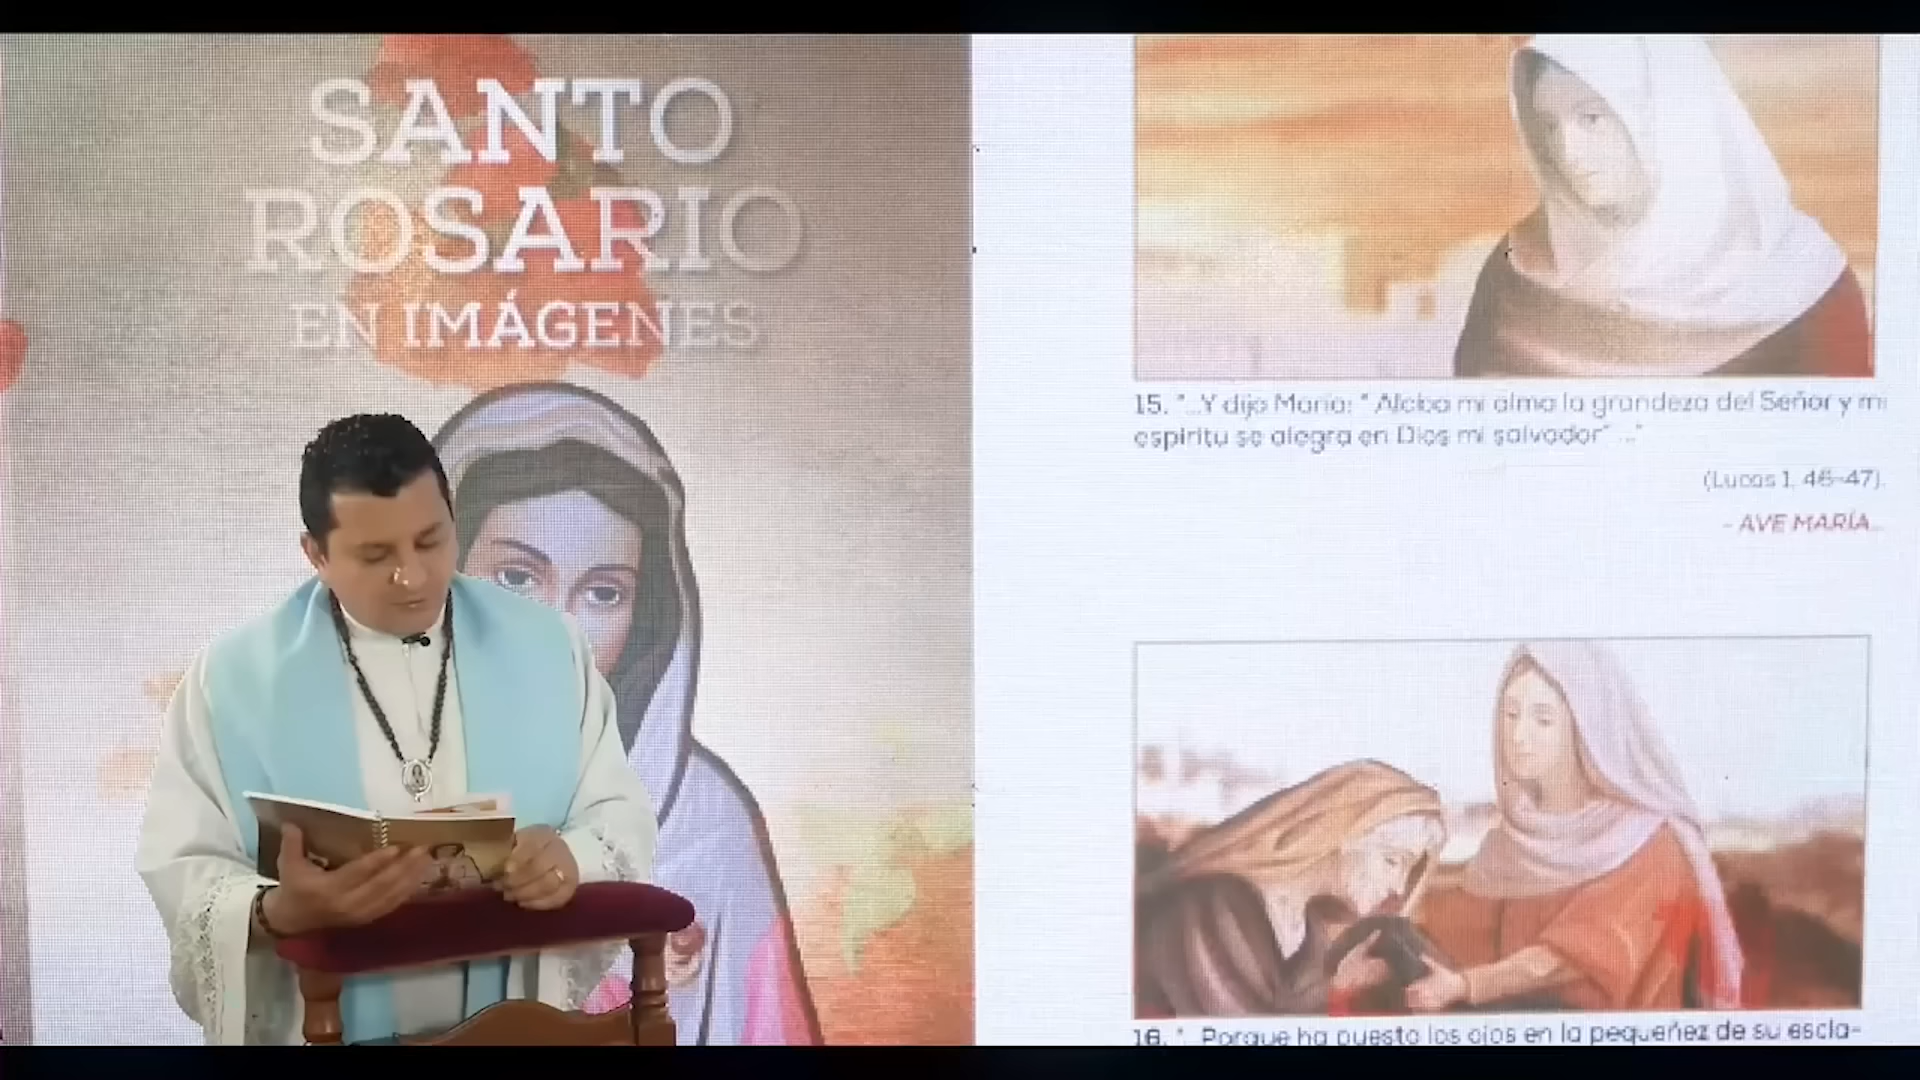 SANTO
ROSARIO
EN IMÁGENES
15. "...Y dijo María: " Alaba mi alma la grandeza del Señor y mi
espíritu se alegra en Dios mi salvador" ..."
(Lucas 1, 46-47).
- AVE MARÍA...
16. "...Porque ha puesto los ojos en la pequeñez de su escla-